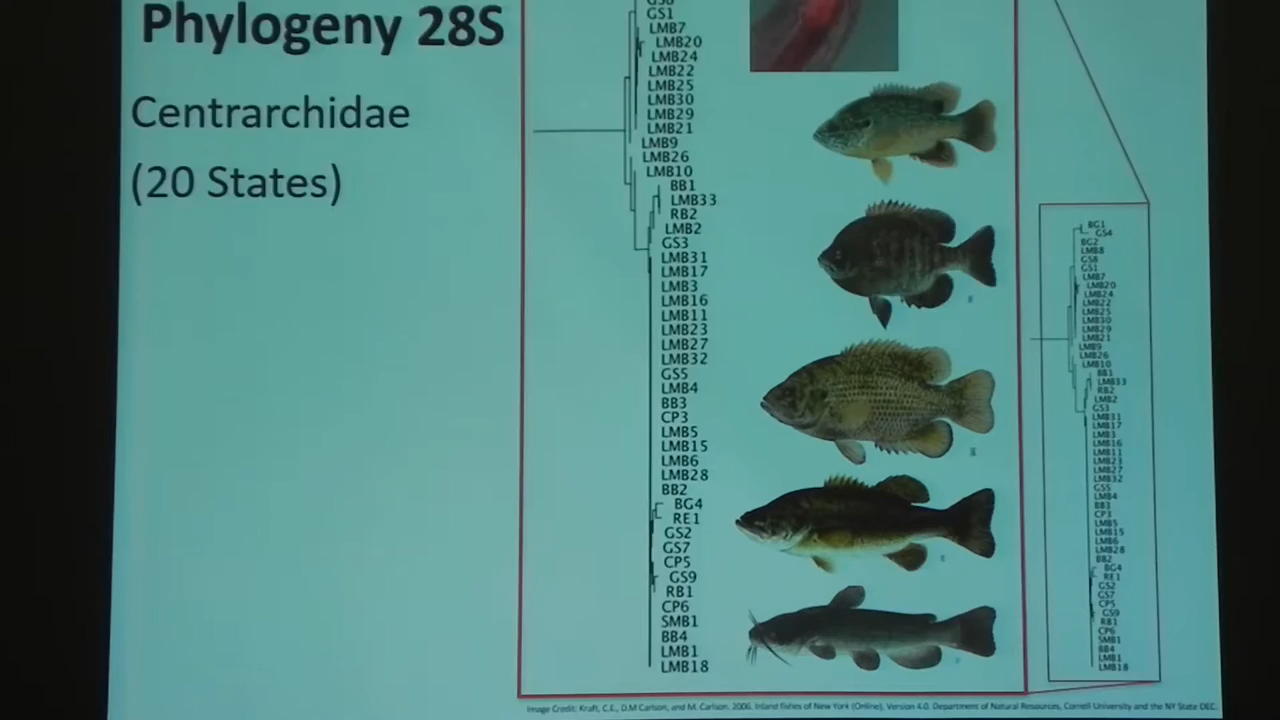 Phylogeny 28S
Centrarchidae
(20 States)
GS1
LMB7
LMB20
LMB24
LMB22
LMB25
LMB30
LMB29
LMB21
LMB9
LMB26
LMB10
BB1
LMB33
RB2
LMB2
GS3
LMB31
LMB17
LMB3
LMB16
LMB11
LMB23
LMB27
LMB32
GS5
LMB4
BB3
CP3
LMB5
LMB15
LMB6
LMB28
BB2
BG4
RE1
GS2
GS7
CP5
GS9
RB1
CP6
SMB1
BB4
LMB1
LMB18
BG1
GS4
BG2
LMB8
GS8
GS1
LMB7
LMB20
LMB24
LMB22
LMB25
LMB30
LMB29
LMB21
LMB9
LMB26
LMB10
BB1
LMB33
RB2
LMB2
GS3
LMB31
LMB17
LMB3
LMB16
LMB11
LMB23
LMB27
LMB32
GS5
LMB4
BB3
CP3
LMB5
LMB15
LMB6
LMB28
BB2
BG4
RE1
GS2
GS7
CP5
GS9
RB1
CP6
SMB1
BB4
LMB1
LMB18
Image Credit: Kraft, C.E., D.M Carlson, and M. Carlson. 2006. Inland fishes of New York (Online), Version 4.0. Department of Natural Resources, Cornell University and the NY State DEC.